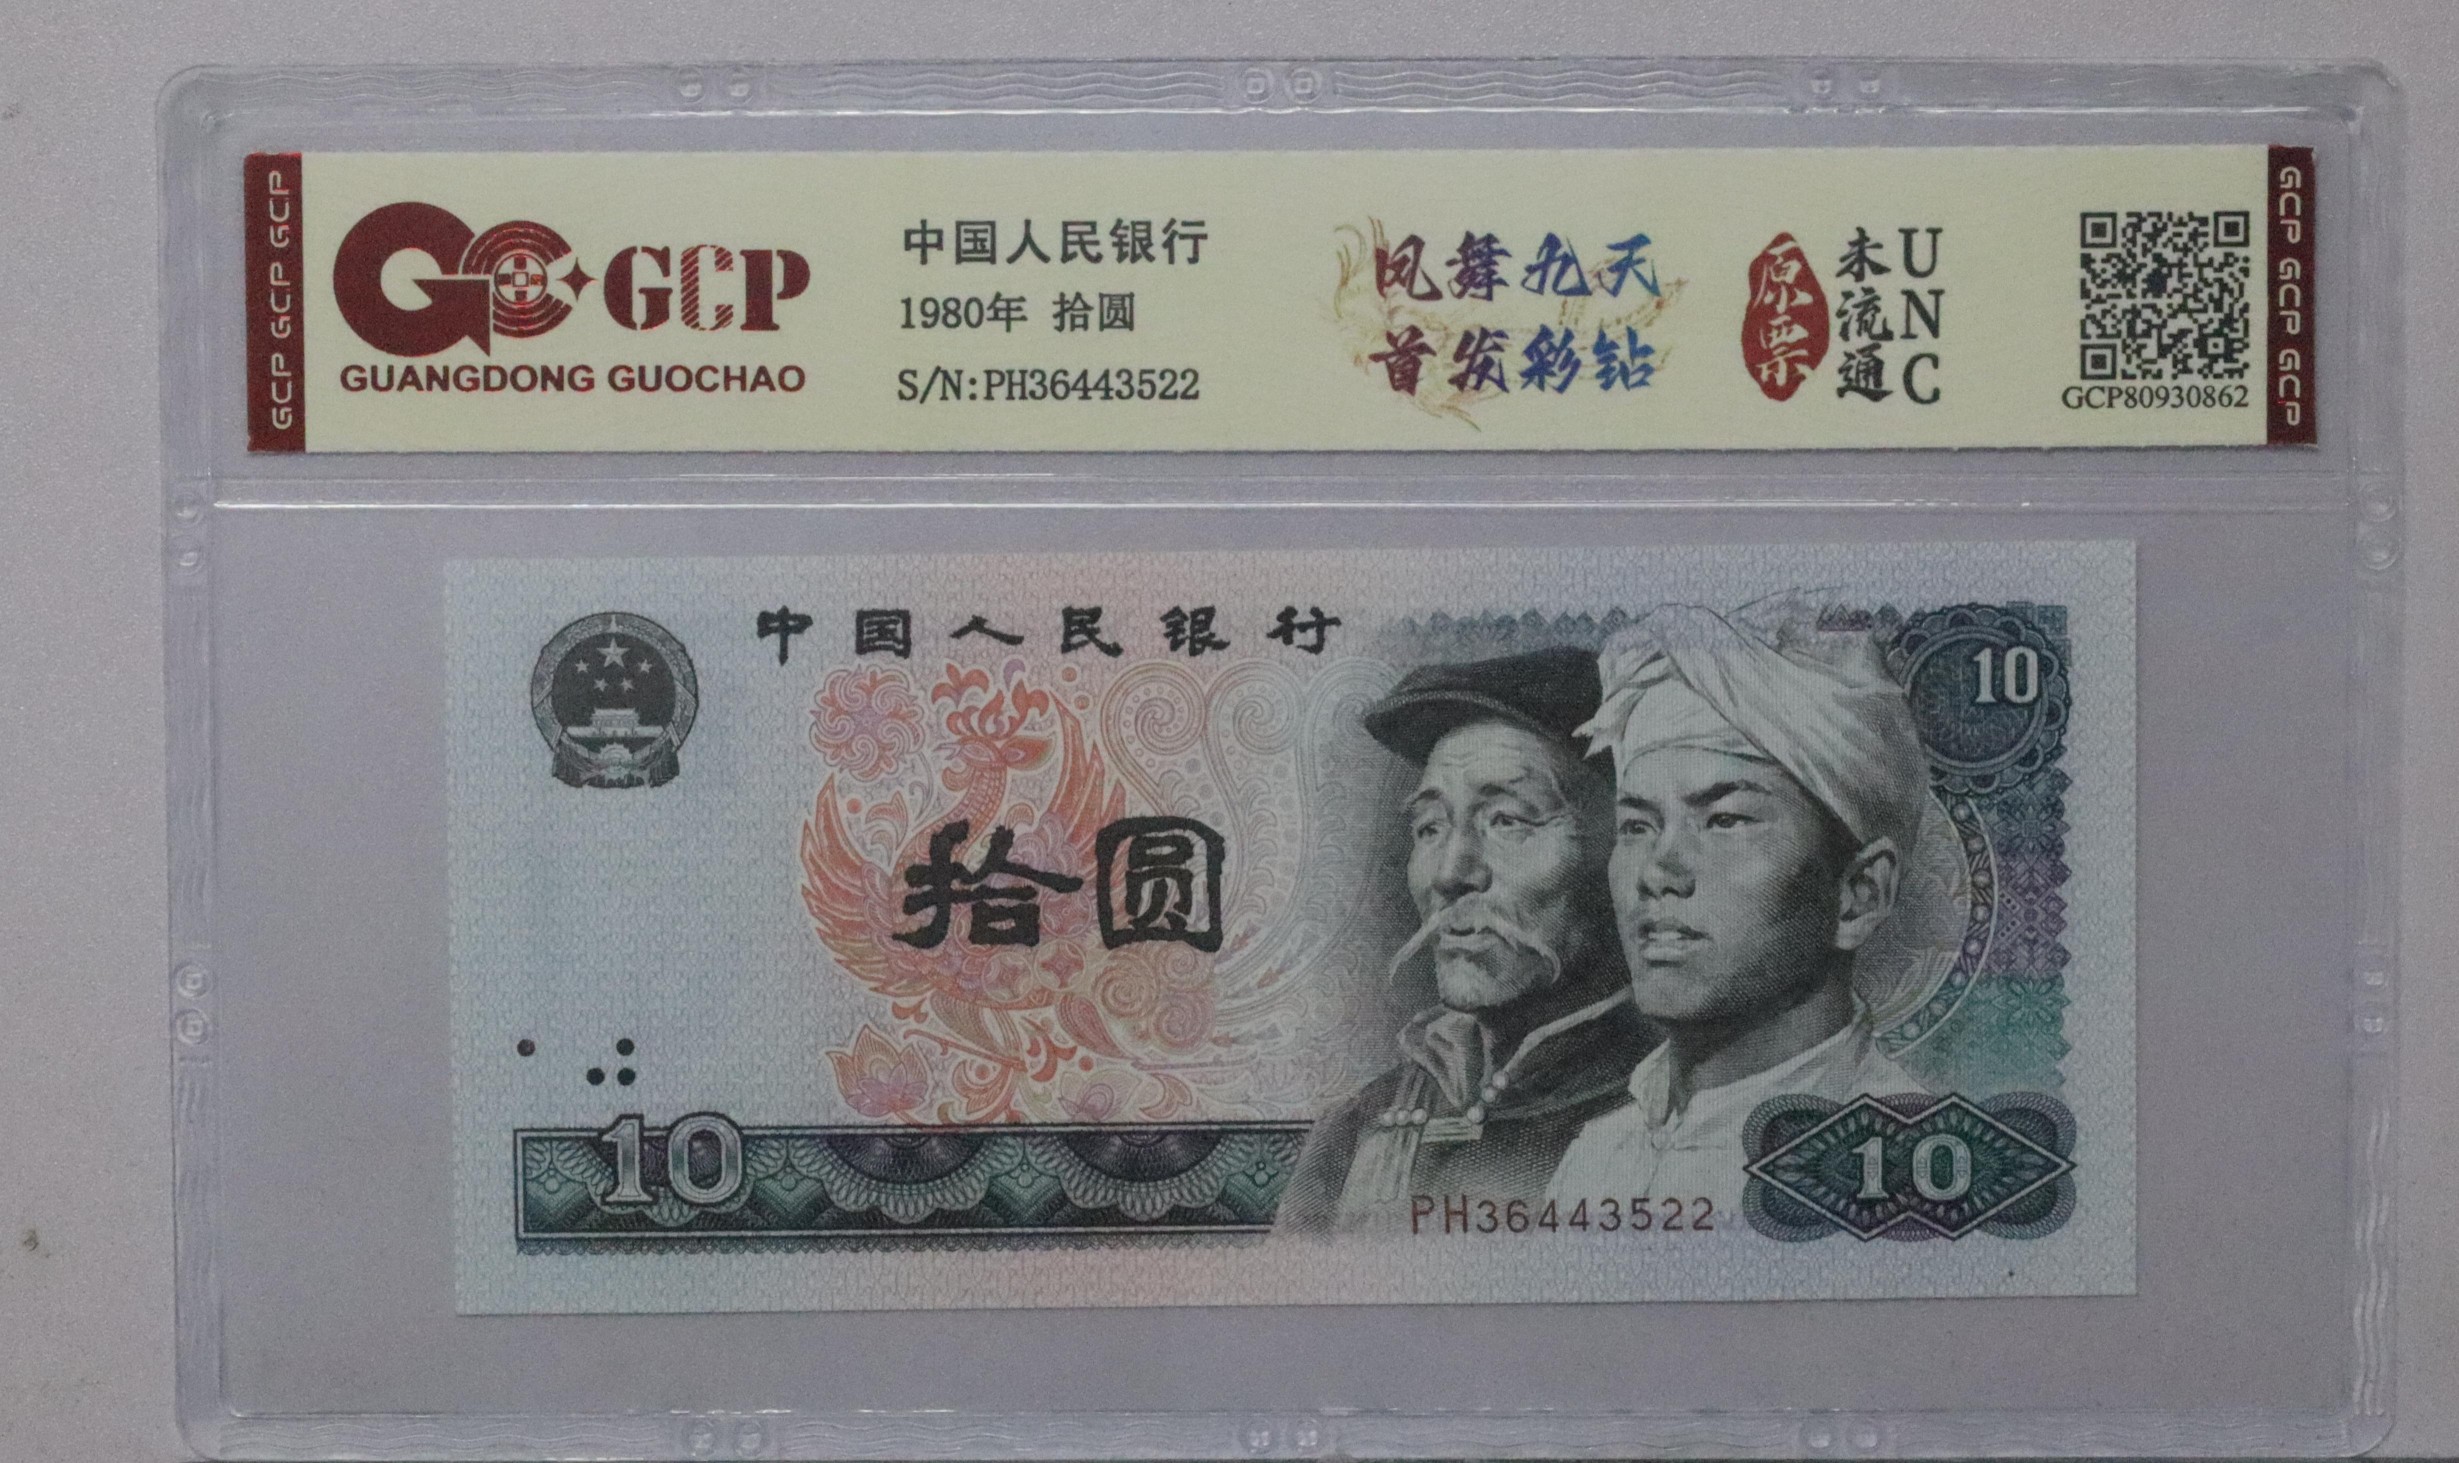 GCP GCP GCP
GCP
GUANGDONG GUOCHAO
中国人民银行
1980年 拾圆
S/N:PH36443522
凤舞九天
首发彩钻
原票
未流通
UNC
GCP80930862
GCP GCP GCP
中国人民银行
10
拾圆
10
PH36443522
10